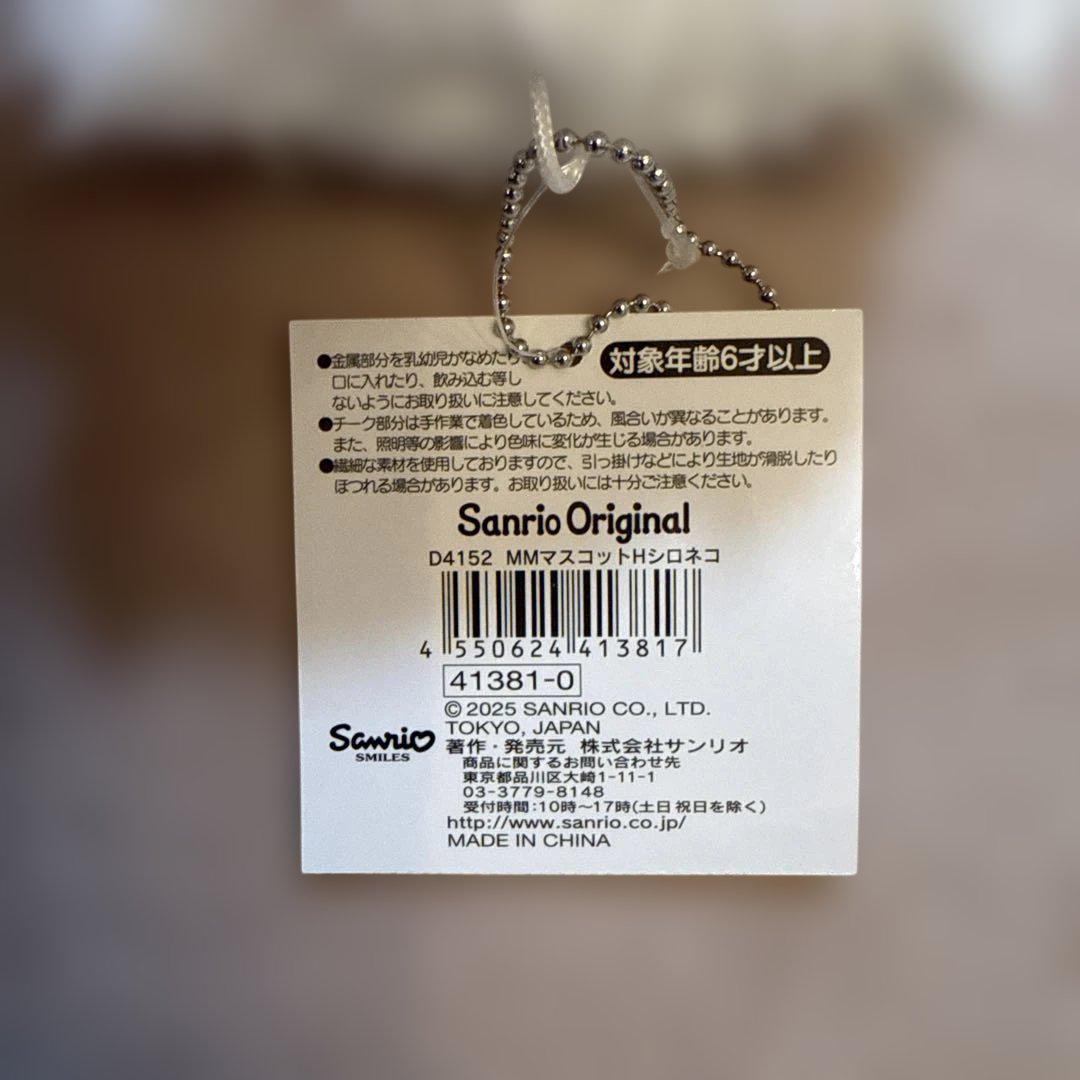 対象年齢6才以上
●金属部分を乳幼児がなめたり、
口に入れたり、飲み込む等し
ないようにお取り扱いに注意してください。
●チーク部分は手作業で着色しているため、風合いが異なることがあります。
また、照明等の影響により色味に変化が生じる場合があります。
●繊細な素材を使用しておりますので、引っ掛けなどにより生地が滑脱したり
ほつれる場合があります。お取り扱いには十分ご注意ください。
Sanrio Original
D4152 MMマスコットHシロネコ
4 550624 413817
41381-0
© 2025 SANRIO CO., LTD.
TOKYO, JAPAN
Sanrio
SMILES
著作・発売元 株式会社サンリオ
商品に関するお問い合わせ先
東京都品川区大崎1-11-1
03-3779-8148
受付時間：10時～17時(土日祝日を除く)
http://www.sanrio.co.jp/
MADE IN CHINA